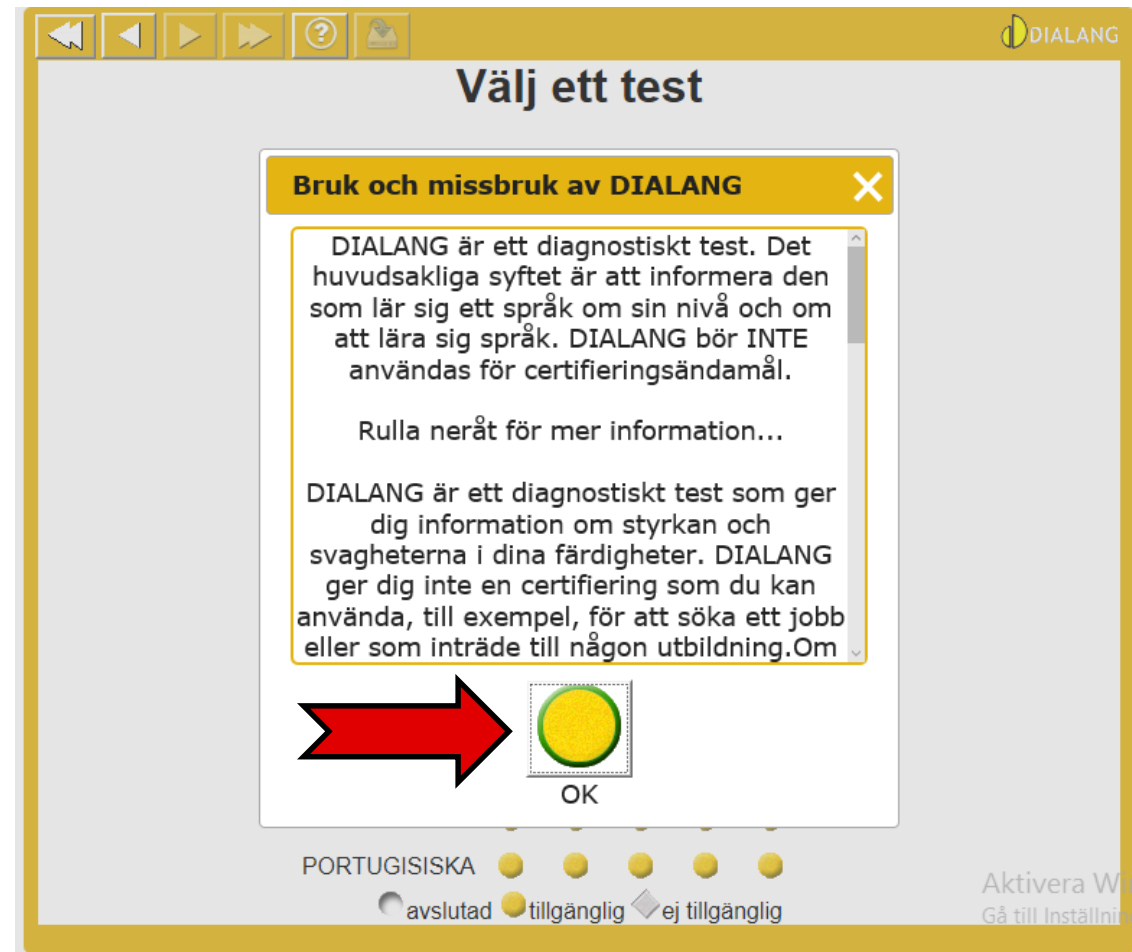 DIALANG
Välj ett test
Bruk och missbruk av DIALANG
DIALANG är ett diagnostiskt test. Det
huvudsakliga syftet är att informera den
som lär sig ett språk om sin nivå och om
att lära sig språk. DIALANG bör INTE
användas för certifieringsändamål.
Rulla neråt för mer information...
DIALANG är ett diagnostiskt test som ger
dig information om styrkan och
svagheterna i dina färdigheter. DIALANG
ger dig inte en certifiering som du kan
använda, till exempel, för att söka ett jobb
eller som inträde till någon utbildning.Om
OK
PORTUGISISKA
avslutad tillgänglig ej tillgänglig
Aktivera
Gå till